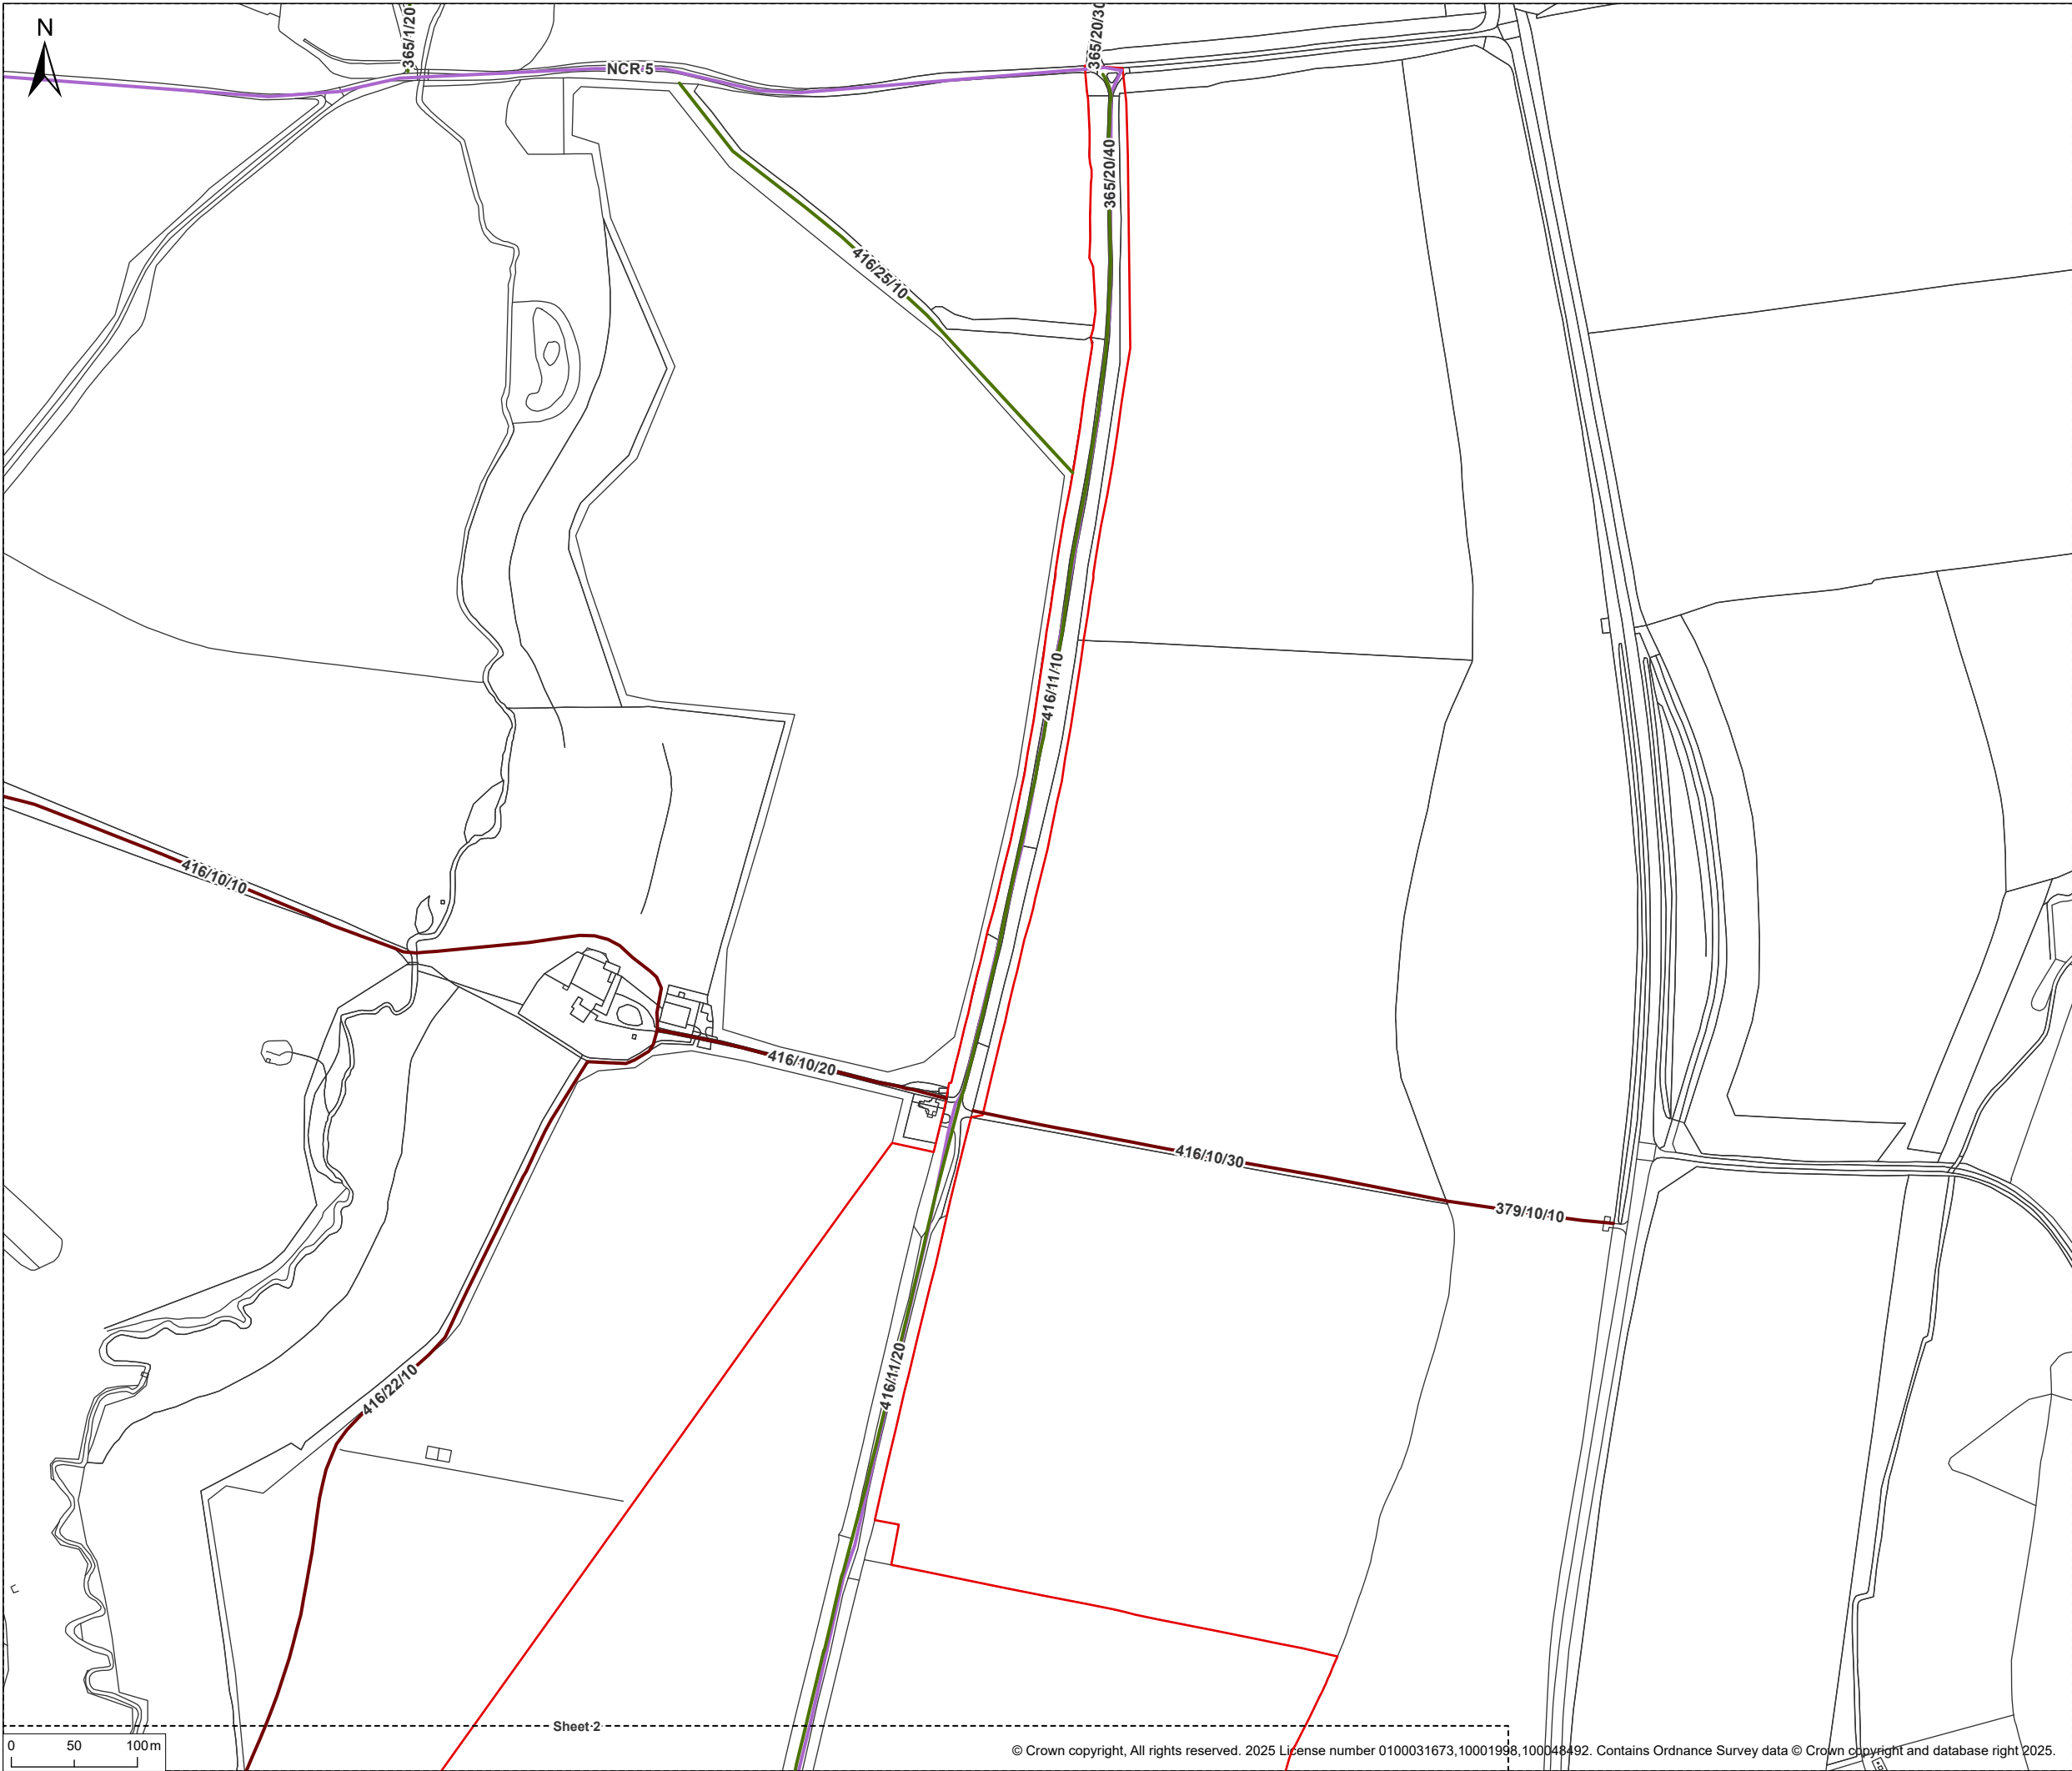 N
365/1/20
365/20/30
NCR 5
365/20/40
416/25/10
416/11/10
416/10/10
416/10/20
416/10/30
379/10/10
416/11/20
416/22/10
Sheet 2
0 50 100m
© Crown copyright, All rights reserved. 2025 License number 0100031673,10001998,100048492. Contains Ordnance Survey data © Crown copyright and database right 2025.